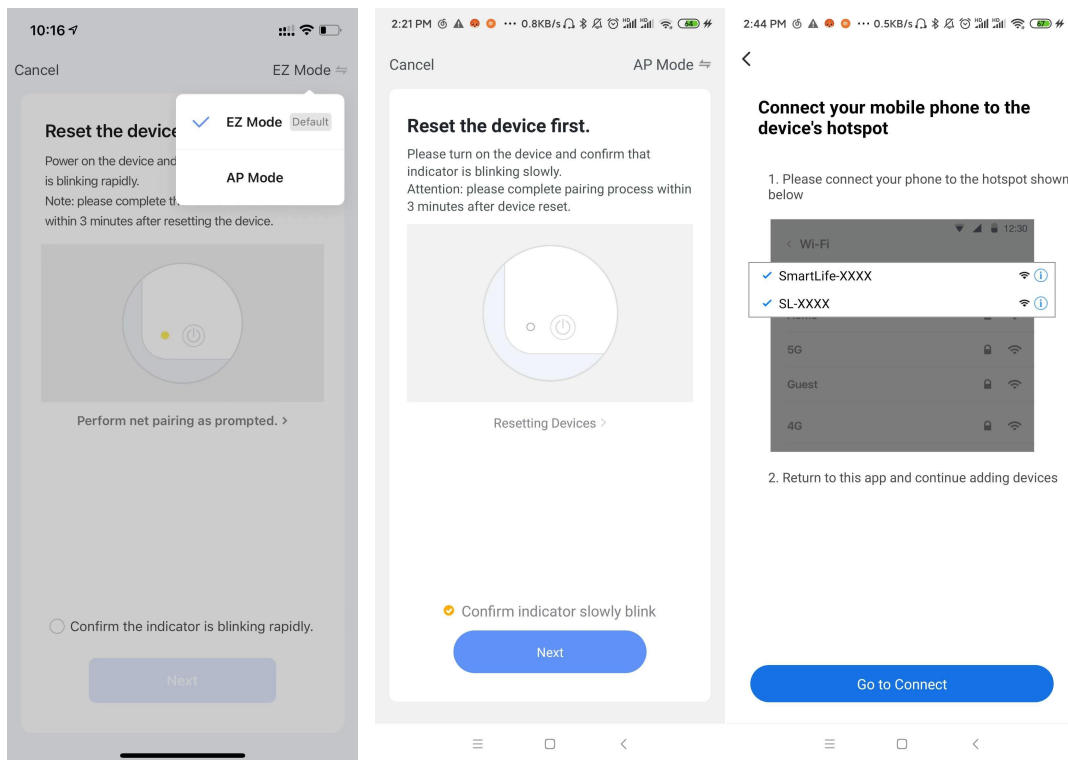 10:16
Cancel
EZ Mode
EZ Mode Default
AP Mode
Reset the device
Power on the device and
is blinking rapidly.
Note: please complete th
within 3 minutes after resetting the device.
Perform net pairing as prompted. >
Confirm the indicator is blinking rapidly.
Next
2:21 PM ··· 0.8KB/s HD HD 64
Cancel
AP Mode
Reset the device first.
Please turn on the device and confirm that
indicator is blinking slowly.
Attention: please complete pairing process within
3 minutes after device reset.
Resetting Devices >
Confirm indicator slowly blink
Next
2:44 PM ··· 0.5KB/s HD HD 67
Connect your mobile phone to the
device's hotspot
1. Please connect your phone to the hotspot shown
below
12:30
< Wi-Fi
SmartLife-XXXX
SL-XXXX
5G
Guest
4G
2. Return to this app and continue adding devices
Go to Connect